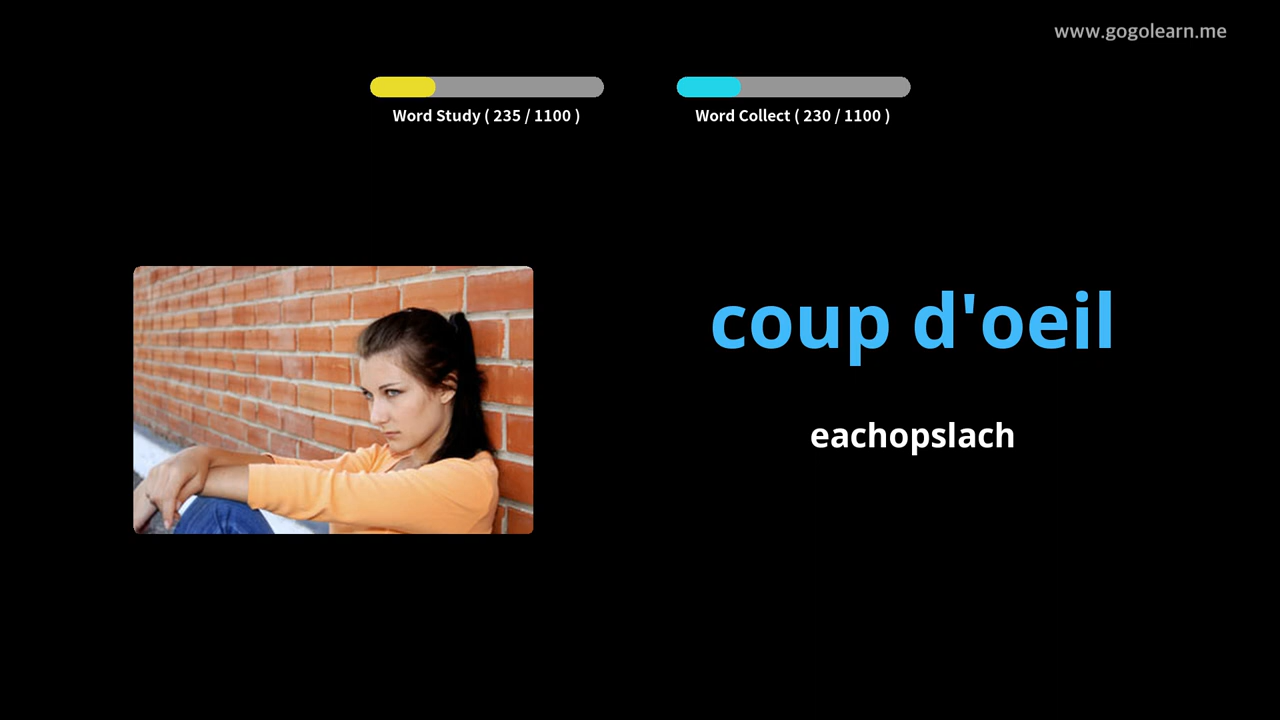 www.gogolearn.me
Word Study ( 235 / 1100 )
Word Collect ( 230 / 1100 )
coup d'oeil
eachopslach